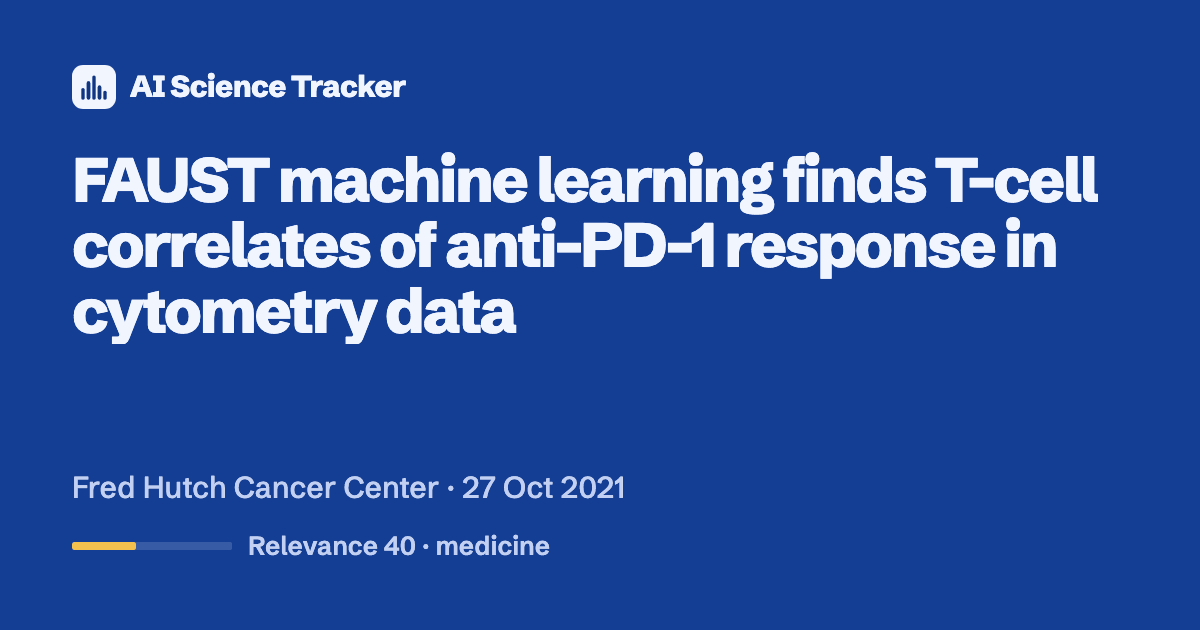 AI Science Tracker
FAUST machine learning finds T-cell
correlates of anti-PD-1 response in
cytometry data
Fred Hutch Cancer Center · 27 Oct 2021
Relevance 40 · medicine